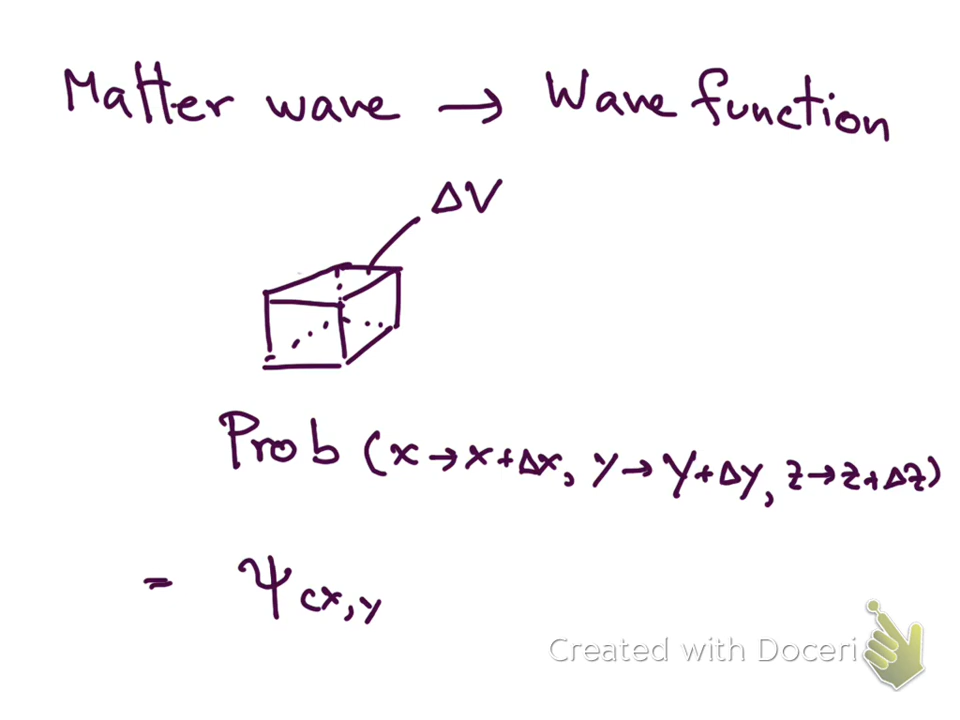 Matter wave → Wave function
ΔV
Prob (x→x+Δx, y→y+Δy, z→z+Δz)
= Ψ(x,y
Created with Doceri